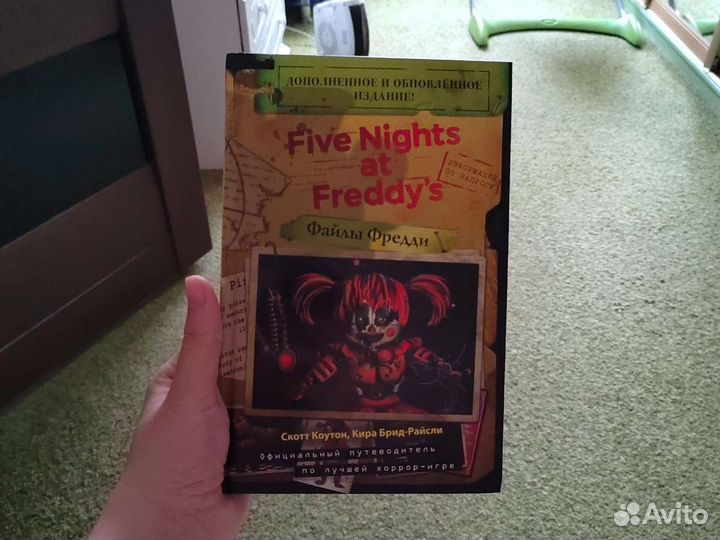 ДОПОЛНЕННОЕ И ОБНОВЛЁННОЕ
ИЗДАНИЕ!
Five Nights
at
Freddy's
ИНФОРМАЦИЯ
ПО ЗАПРОСУ
Файлы Фредди
Скотт Коутон, Кира Брид-Райсли
Официальный путеводитель
по лучшей хоррор-игре
Avito